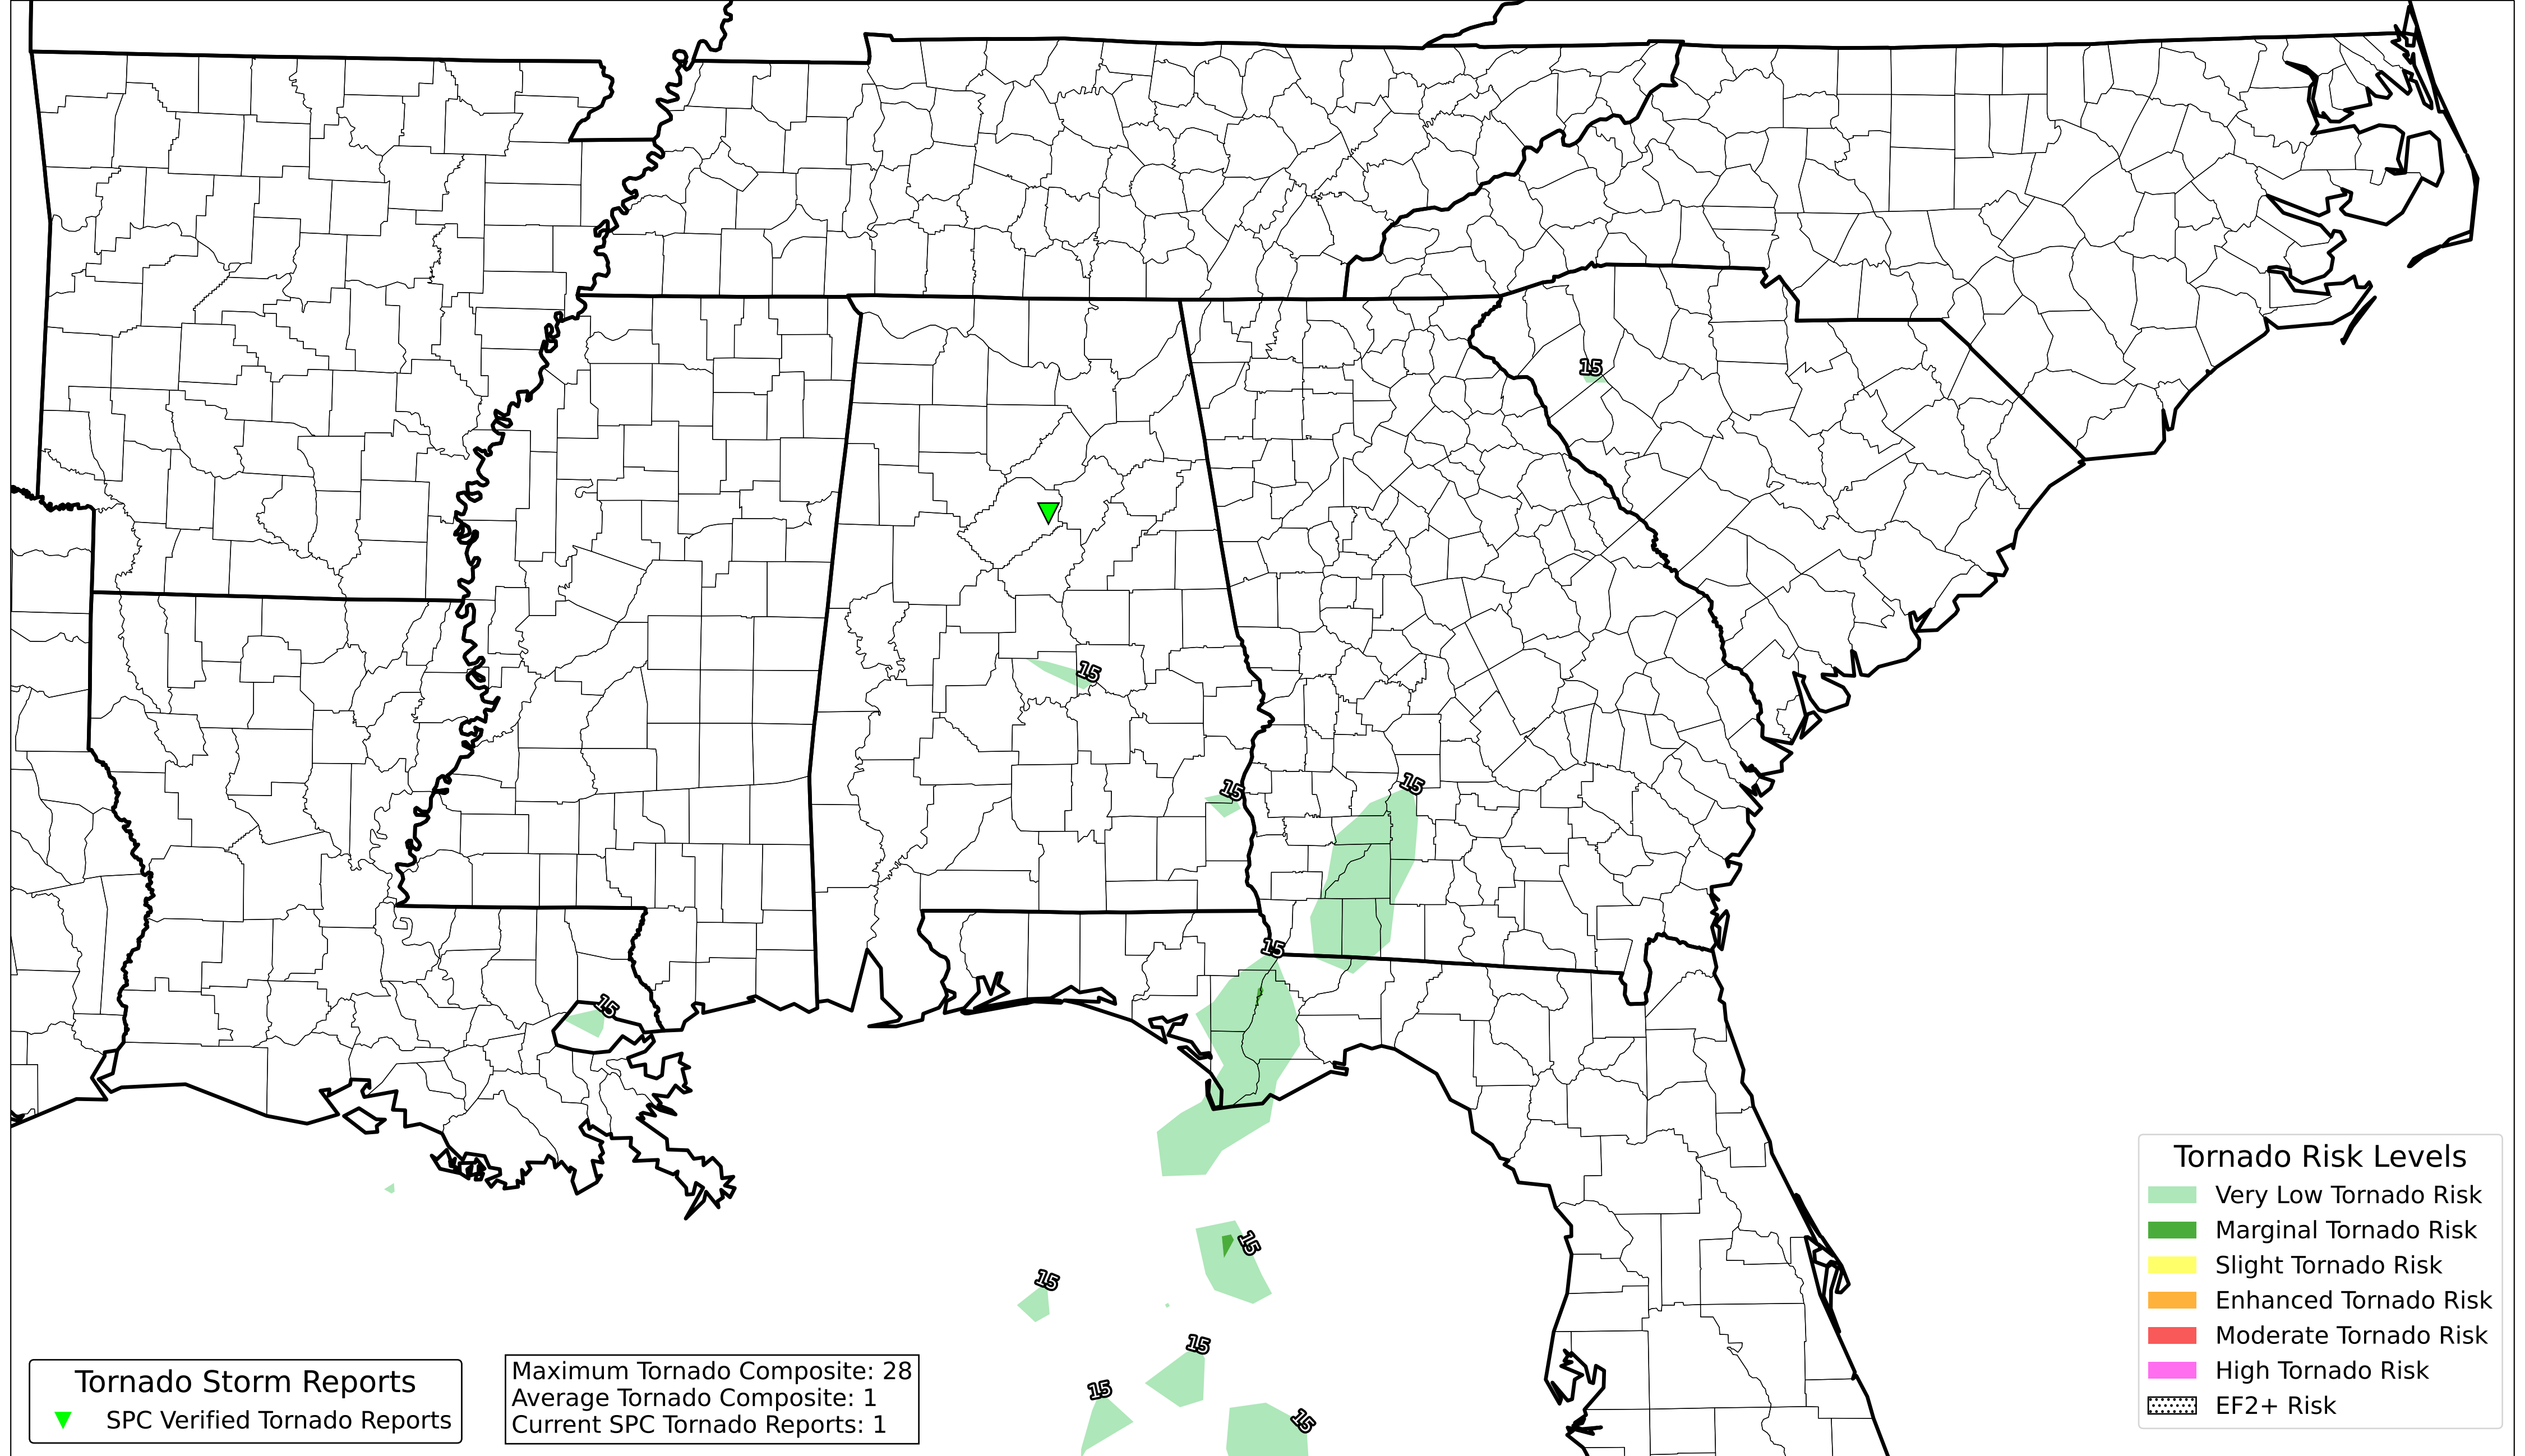 15
15
15
15
15
15
15
15
15
15
15
Tornado Risk Levels
Very Low Tornado Risk
Marginal Tornado Risk
Slight Tornado Risk
Enhanced Tornado Risk
Moderate Tornado Risk
High Tornado Risk
EF2+ Risk
Tornado Storm Reports
SPC Verified Tornado Reports
Maximum Tornado Composite: 28
Average Tornado Composite: 1
Current SPC Tornado Reports: 1